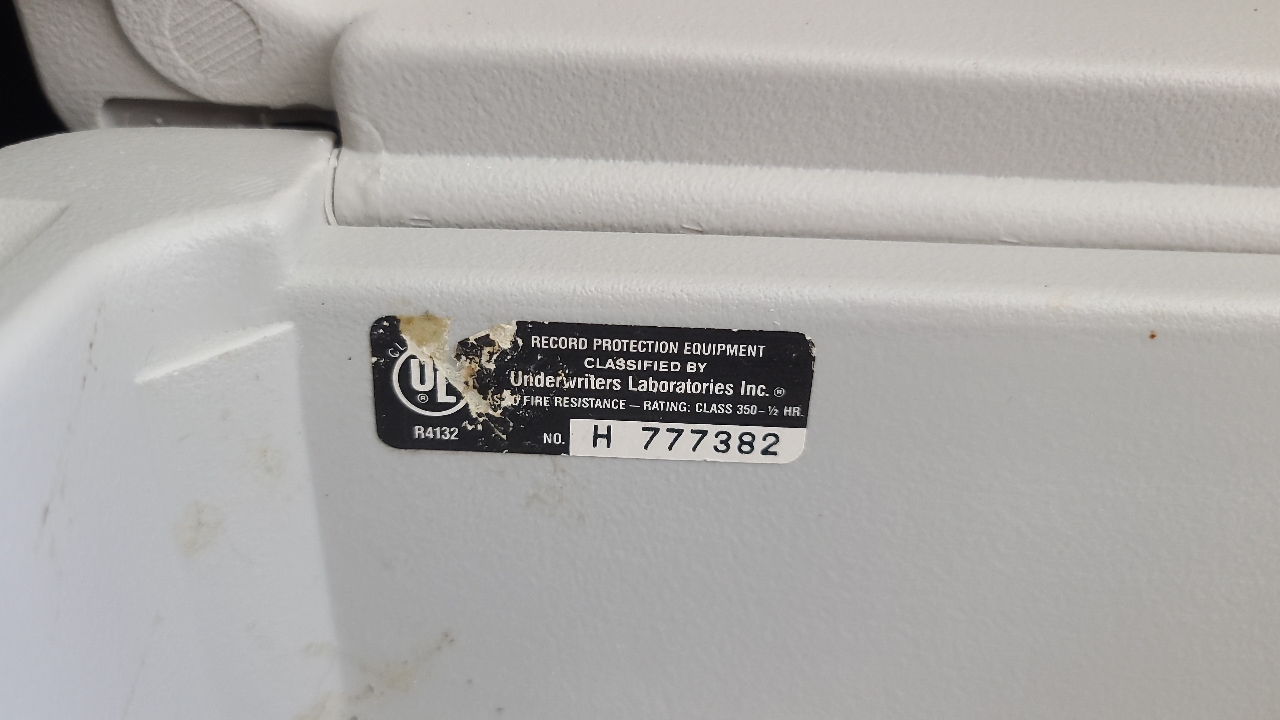 RECORD PROTECTION EQUIPMENT
CLASSIFIED BY
Underwriters Laboratories Inc.®
FIRE RESISTANCE — RATING: CLASS 350-½ HR.
UL®
R4132
NO. H 777382